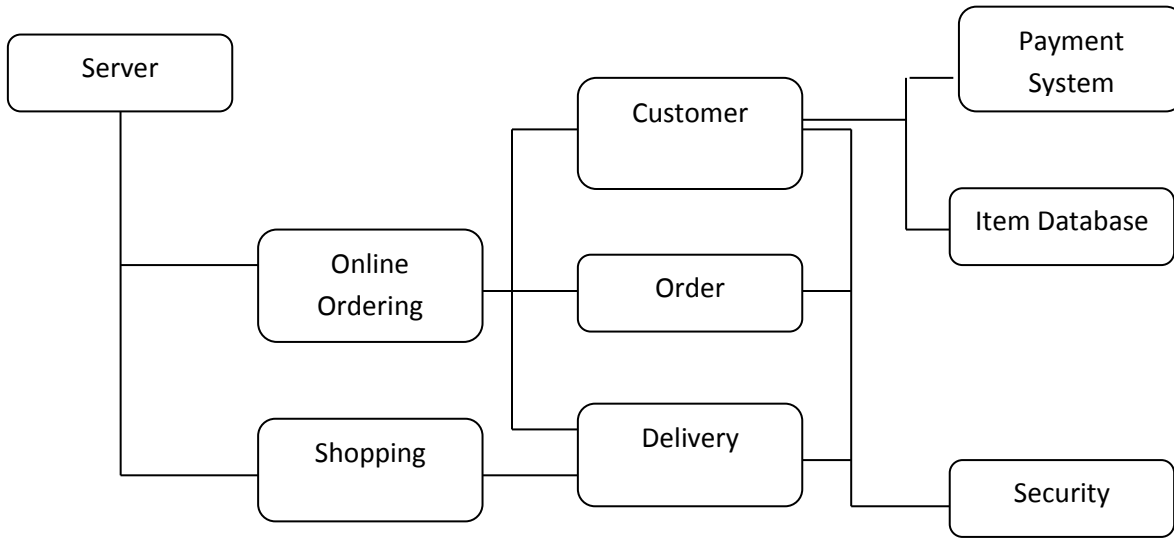 Server
Online
Ordering
Shopping
Customer
Order
Delivery
Payment
System
Item Database
Security